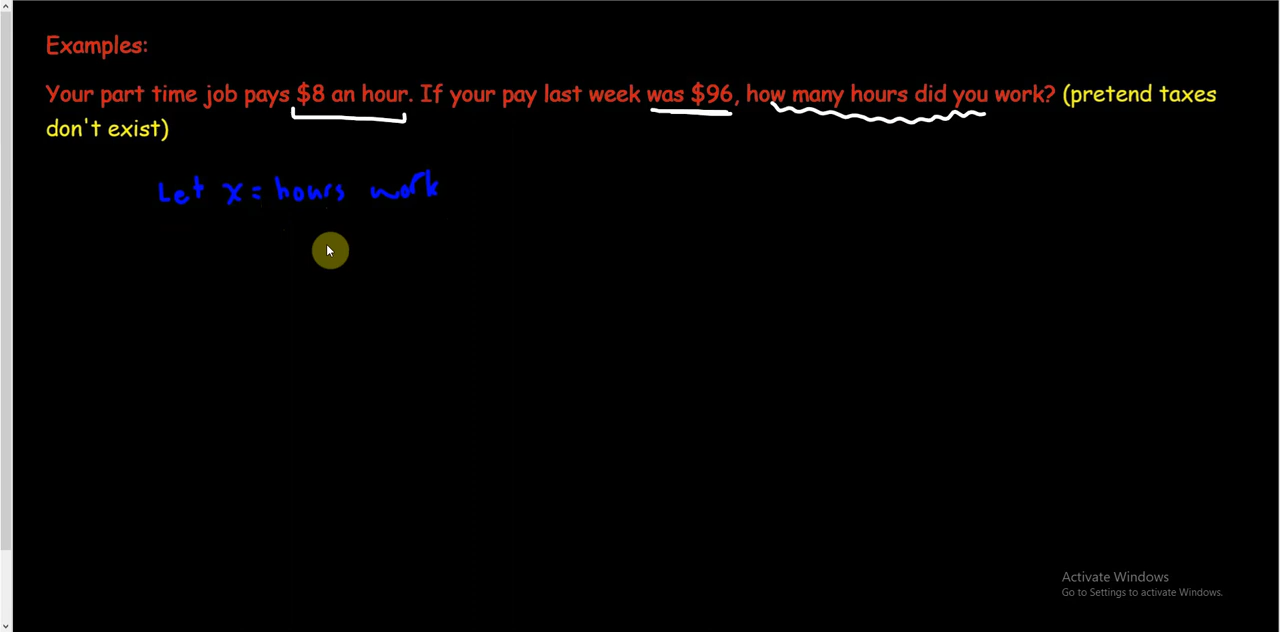 Examples:
Your part time job pays $8 an hour. If your pay last week was $96, how many hours did you work? (pretend taxes
don't exist)
Let x = hours work
Activate Windows
Go to Settings to activate Windows.